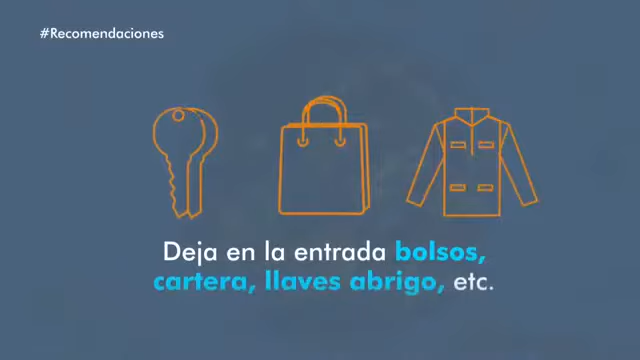 #Recomendaciones
Deja en la entrada bolsos,
cartera, llaves abrigo, etc.